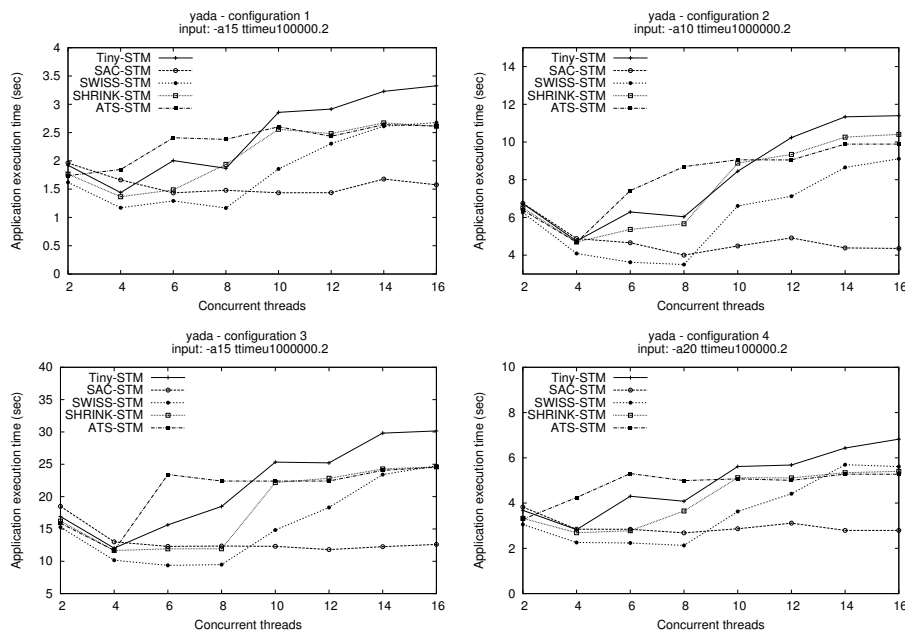 yada - configuration 1
input: -a15 ttimeu100000.2
Application execution time (sec)
4
3.5
3
2.5
2
1.5
1
0.5
0
Tiny-STM
SAC-STM
SWISS-STM
SHRINK-STM
ATS-STM
2 4 6 8 10 12 14 16
Concurrent threads
yada - configuration 2
input: -a10 ttimeu1000000.2
Application execution time (sec)
14
12
10
8
6
4
Tiny-STM
SAC-STM
SWISS-STM
SHRINK-STM
ATS-STM
2 4 6 8 10 12 14 16
Concurrent threads
yada - configuration 3
input: -a15 ttimeu1000000.2
Application execution time (sec)
40
35
30
25
20
15
10
5
Tiny-STM
SAC-STM
SWISS-STM
SHRINK-STM
ATS-STM
2 4 6 8 10 12 14 16
Concurrent threads
yada - configuration 4
input: -a20 ttimeu100000.2
Application execution time (sec)
10
8
6
4
2
0
Tiny-STM
SAC-STM
SWISS-STM
SHRINK-STM
ATS-STM
2 4 6 8 10 12 14 16
Concurrent threads